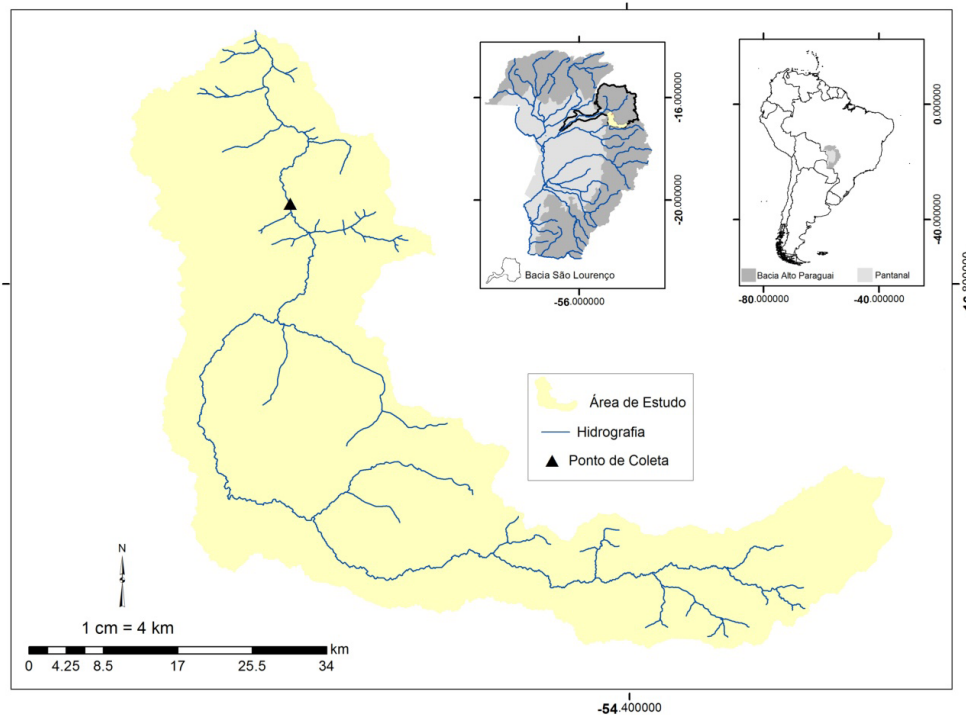 -16.000000
-20.000000
Bacia São Lourenço
-56.000000
0.000000
-40.000000
Bacia Alto Paraguai
Pantanal
-80.000000
-40.000000
Área de Estudo
Hidrografia
Ponto de Coleta
N
1 cm = 4 km
km
0 4.25 8.5 17 25.5 34
-54.400000